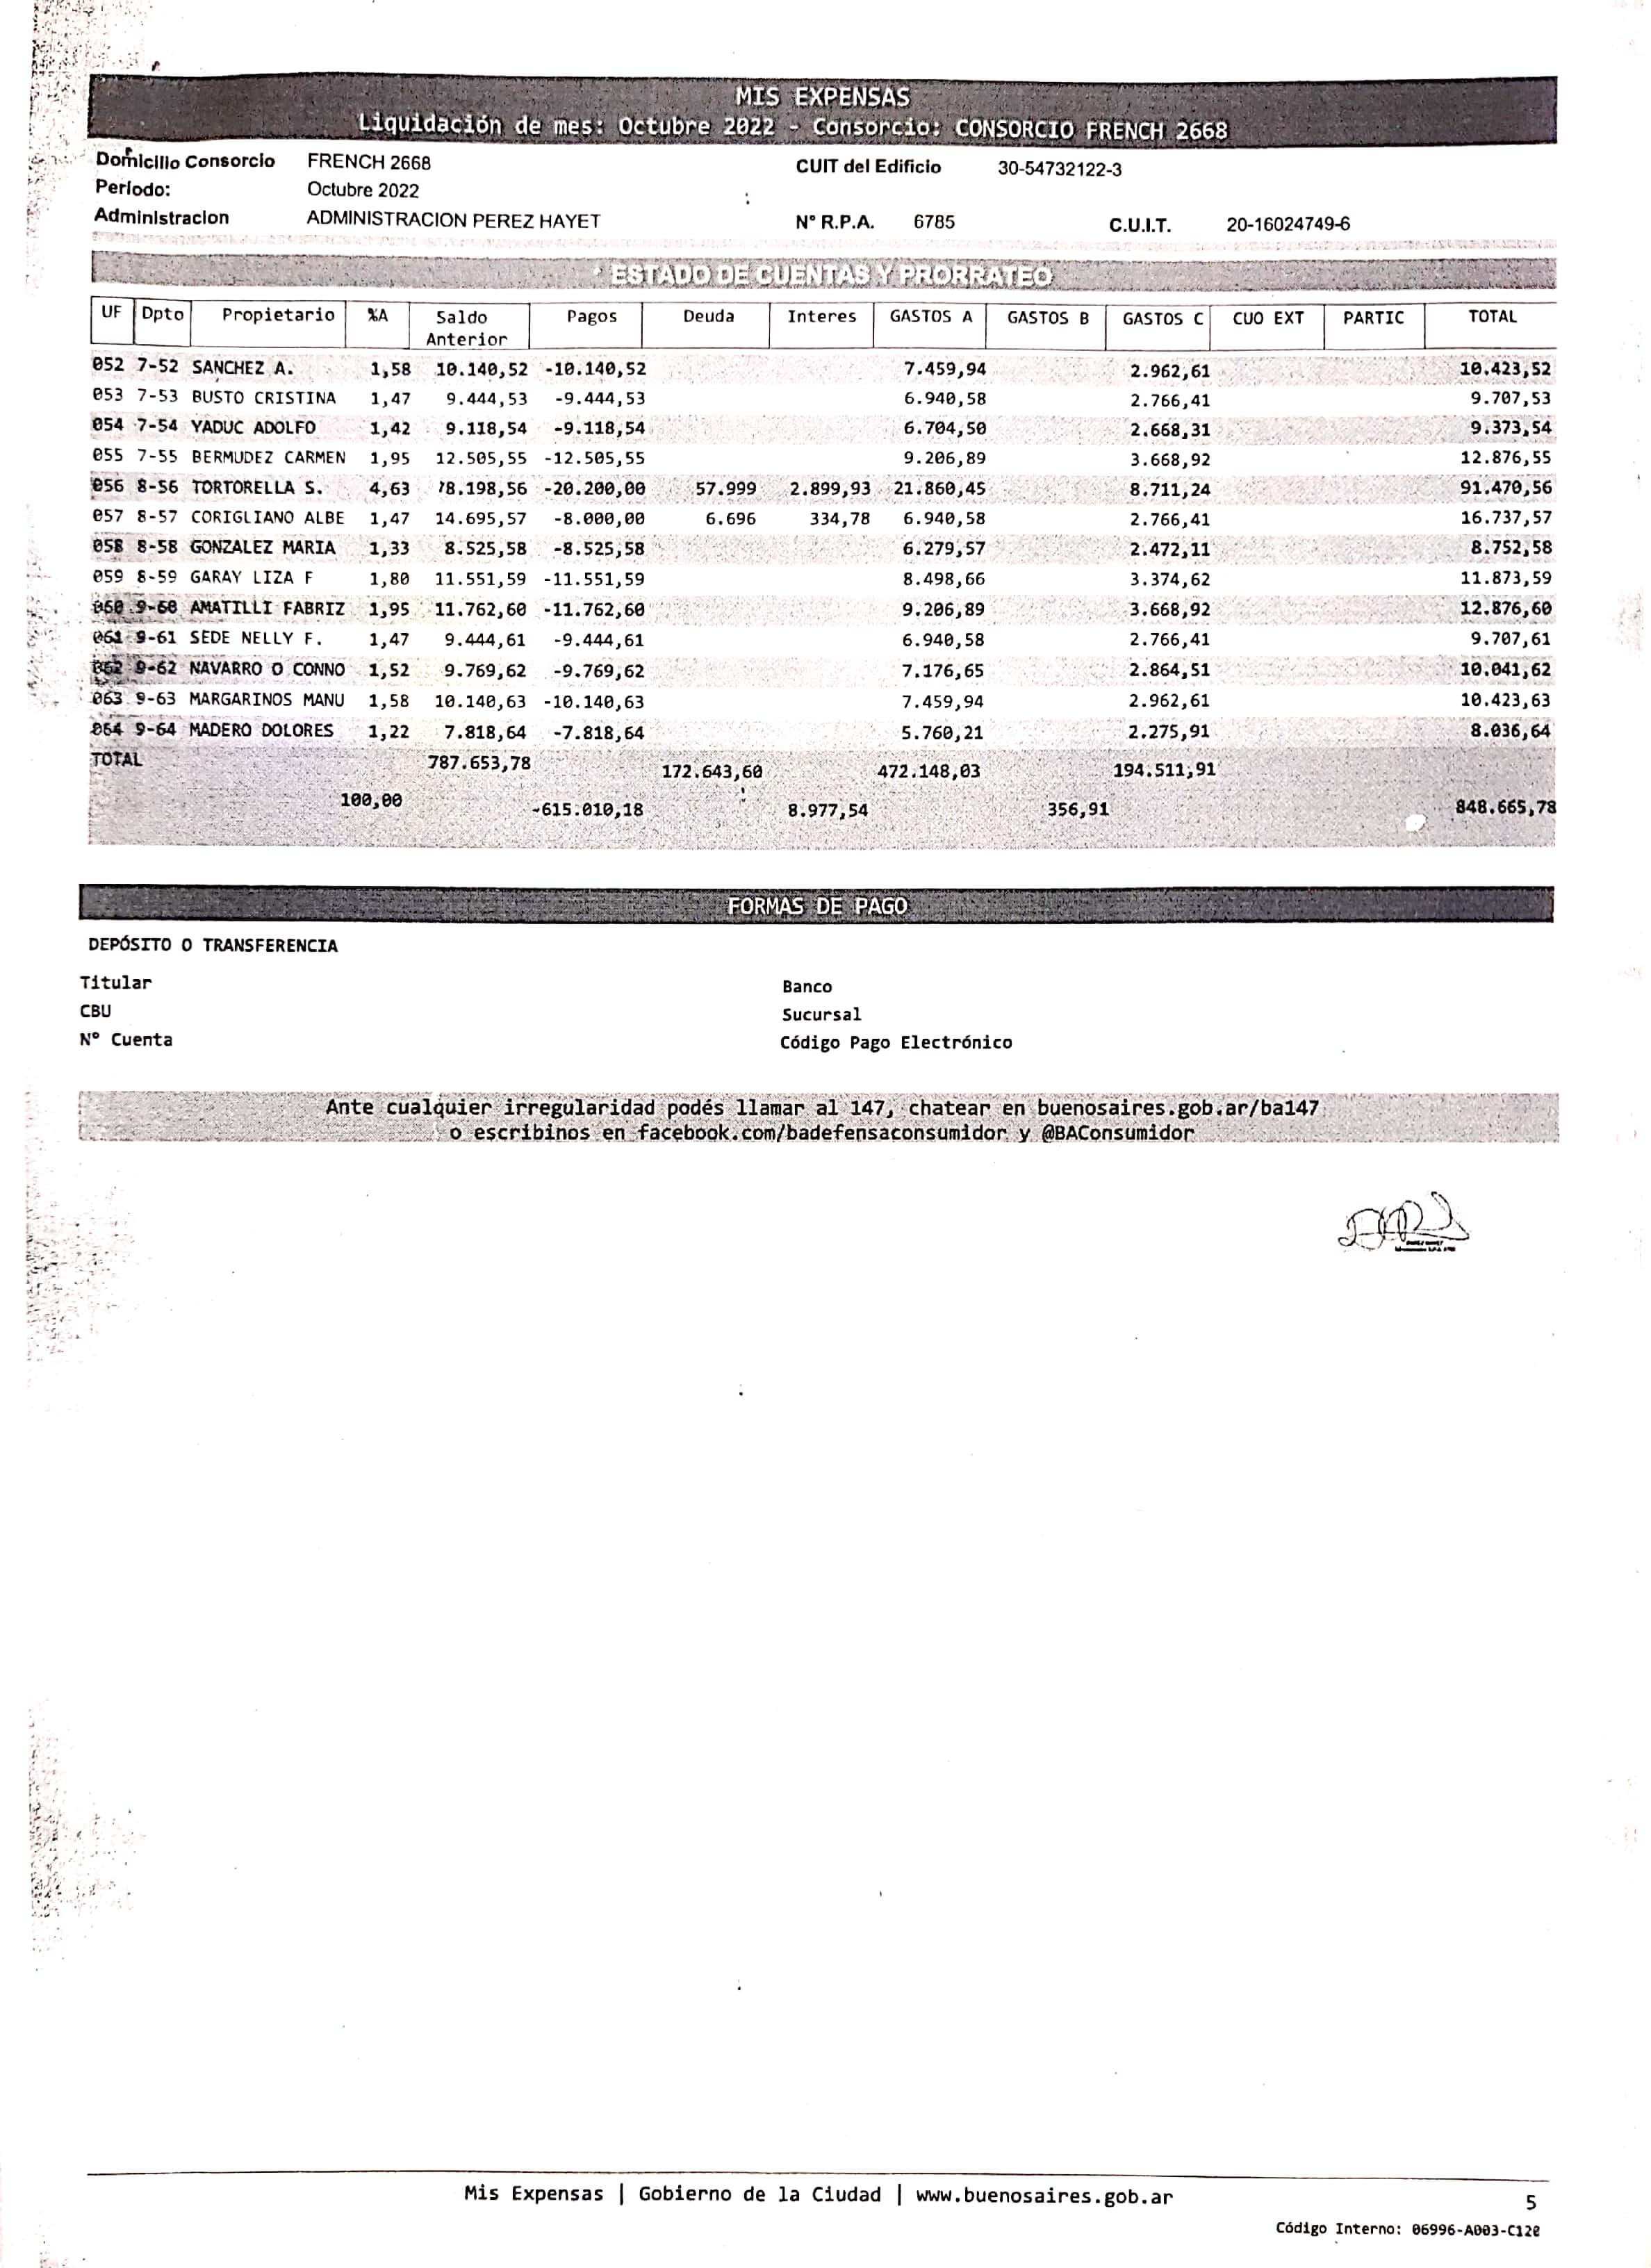 MIS EXPENSAS
Liquidación de mes: Octubre 2022 - Consorcio: CONSORCIO FRENCH 2668
Domicilio Consorcio FRENCH 2668 CUIT del Edificio 30-54732122-3
Período: Octubre 2022
Administracion ADMINISTRACION PEREZ HAYET N° R.P.A. 6785 C.U.I.T. 20-16024749-6
ESTADO DE CUENTAS Y PRORRATEO
UF Dpto Propietario %A Saldo Anterior Pagos Deuda Interes GASTOS A GASTOS B GASTOS C CUO EXT PARTIC TOTAL
052 7-52 SANCHEZ A. 1,58 10.140,52 -10.140,52 7.459,94 2.962,61 10.423,52
053 7-53 BUSTO CRISTINA 1,47 9.444,53 -9.444,53 6.940,58 2.766,41 9.707,53
054 7-54 YADUC ADOLFO 1,42 9.118,54 -9.118,54 6.704,50 2.668,31 9.373,54
055 7-55 BERMUDEZ CARMEN 1,95 12.505,55 -12.505,55 9.206,89 3.668,92 12.876,55
056 8-56 TORTORELLA S. 4,63 78.198,56 -20.200,00 57.999 2.899,93 21.860,45 8.711,24 91.470,56
057 8-57 CORIGLIANO ALBE 1,47 14.695,57 -8.000,00 6.696 334,78 6.940,58 2.766,41 16.737,57
058 8-58 GONZALEZ MARIA 1,33 8.525,58 -8.525,58 6.279,57 2.472,11 8.752,58
059 8-59 GARAY LIZA F 1,80 11.551,59 -11.551,59 8.498,66 3.374,62 11.873,59
060 9-60 AMATILLI FABRIZ 1,95 11.762,60 -11.762,60 9.206,89 3.668,92 12.876,60
061 9-61 SEDE NELLY F. 1,47 9.444,61 -9.444,61 6.940,58 2.766,41 9.707,61
062 9-62 NAVARRO O CONNO 1,52 9.769,62 -9.769,62 7.176,65 2.864,51 10.041,62
063 9-63 MARGARINOS MANU 1,58 10.140,63 -10.140,63 7.459,94 2.962,61 10.423,63
064 9-64 MADERO DOLORES 1,22 7.818,64 -7.818,64 5.760,21 2.275,91 8.036,64
TOTAL 787.653,78 172.643,60 472.148,03 194.511,91
100,00 -615.010,18 8.977,54 356,91 848.665,78
FORMAS DE PAGO
DEPÓSITO O TRANSFERENCIA
Titular Banco
CBU Sucursal
N° Cuenta Código Pago Electrónico
Ante cualquier irregularidad podés llamar al 147, chatear en buenosaires.gob.ar/ba147
o escribinos en facebook.com/badefensaconsumidor y @BAConsumidor
Mis Expensas | Gobierno de la Ciudad | www.buenosaires.gob.ar
5
Código Interno: 06996-A003-C120